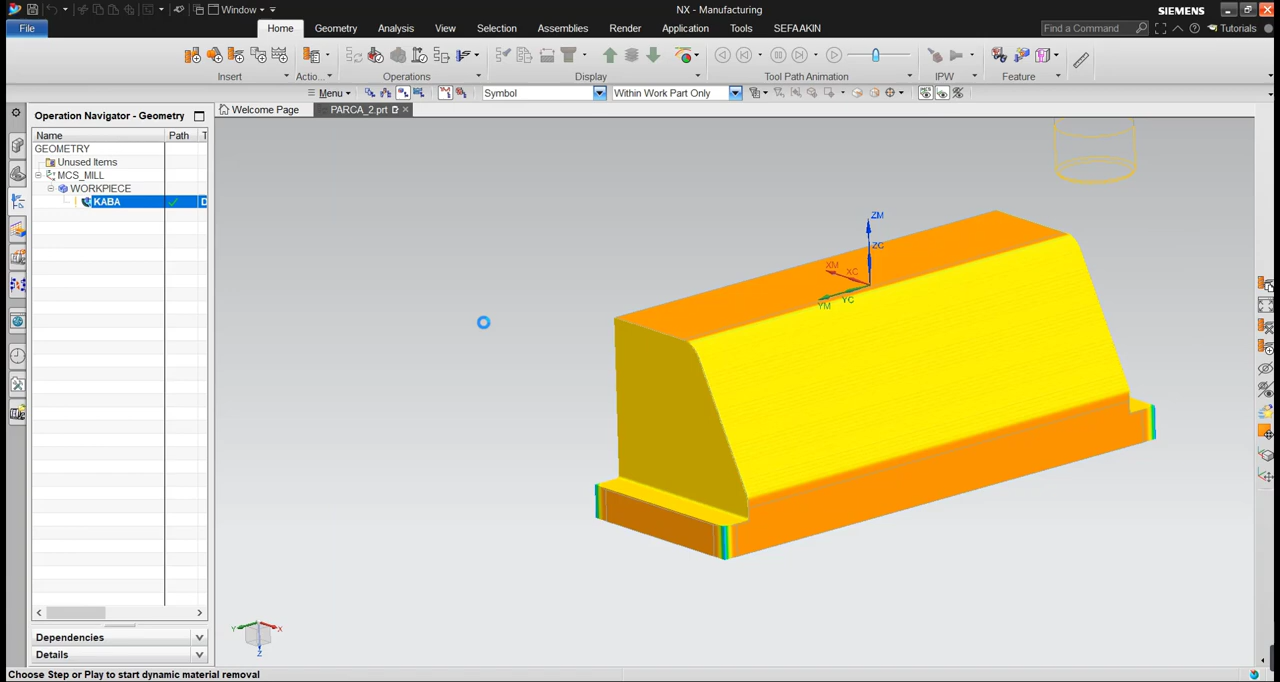 Window
NX - Manufacturing
SIEMENS
File
Home
Geometry
Analysis
View
Selection
Assemblies
Render
Application
Tools
SEFAAKIN
Find a Command
Tutorials
Insert
Actio...
Operations
Display
Tool Path Animation
IPW
Feature
Menu
Symbol
Within Work Part Only
Operation Navigator - Geometry
Welcome Page
PARCA_2.prt
Name
Path
T
GEOMETRY
Unused Items
MCS_MILL
WORKPIECE
KABA
D
ZM
ZC
XM
XC
YM
YC
Y
X
Z
Dependencies
Details
Choose Step or Play to start dynamic material removal